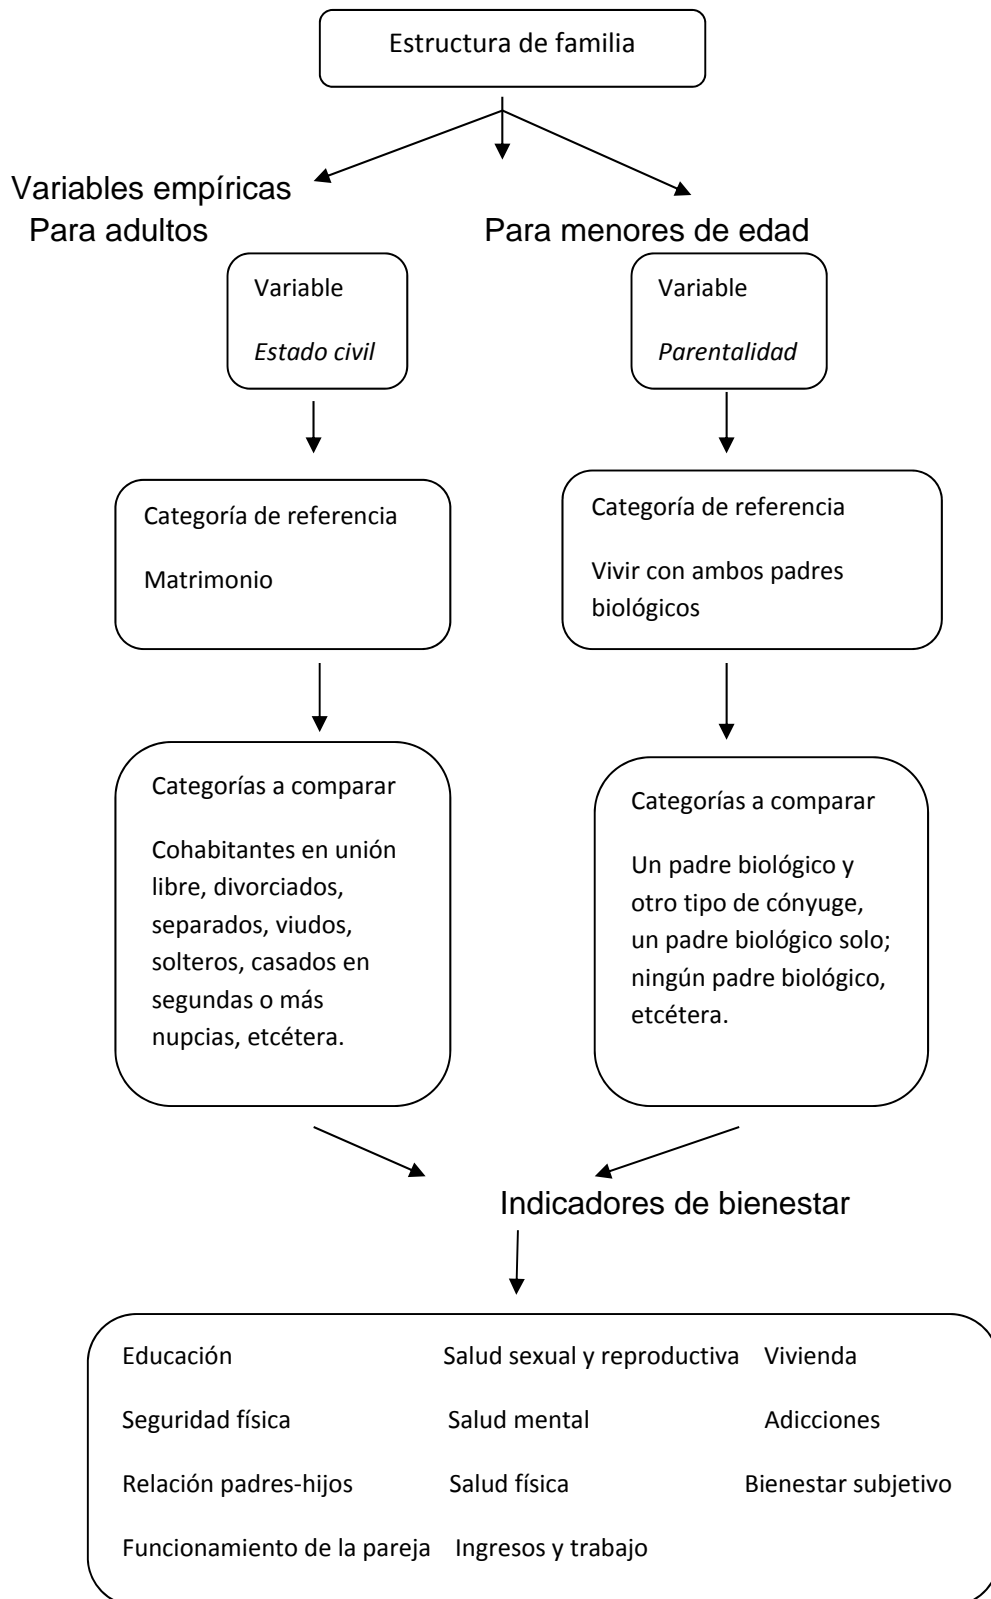 Estructura de familia
Variables empíricas
Para adultos
Para menores de edad
Variable
Estado civil
Variable
Parentalidad
Categoría de referencia
Matrimonio
Categoría de referencia
Vivir con ambos padres
biológicos
Categorías a comparar
Cohabitantes en unión
libre, divorciados,
separados, viudos,
solteros, casados en
segundas o más
nupcias, etcétera.
Categorías a comparar
Un padre biológico y
otro tipo de cónyuge,
un padre biológico solo;
ningún padre biológico,
etcétera.
Indicadores de bienestar
Educación Salud sexual y reproductiva Vivienda
Seguridad física Salud mental Adicciones
Relación padres-hijos Salud física Bienestar subjetivo
Funcionamiento de la pareja Ingresos y trabajo